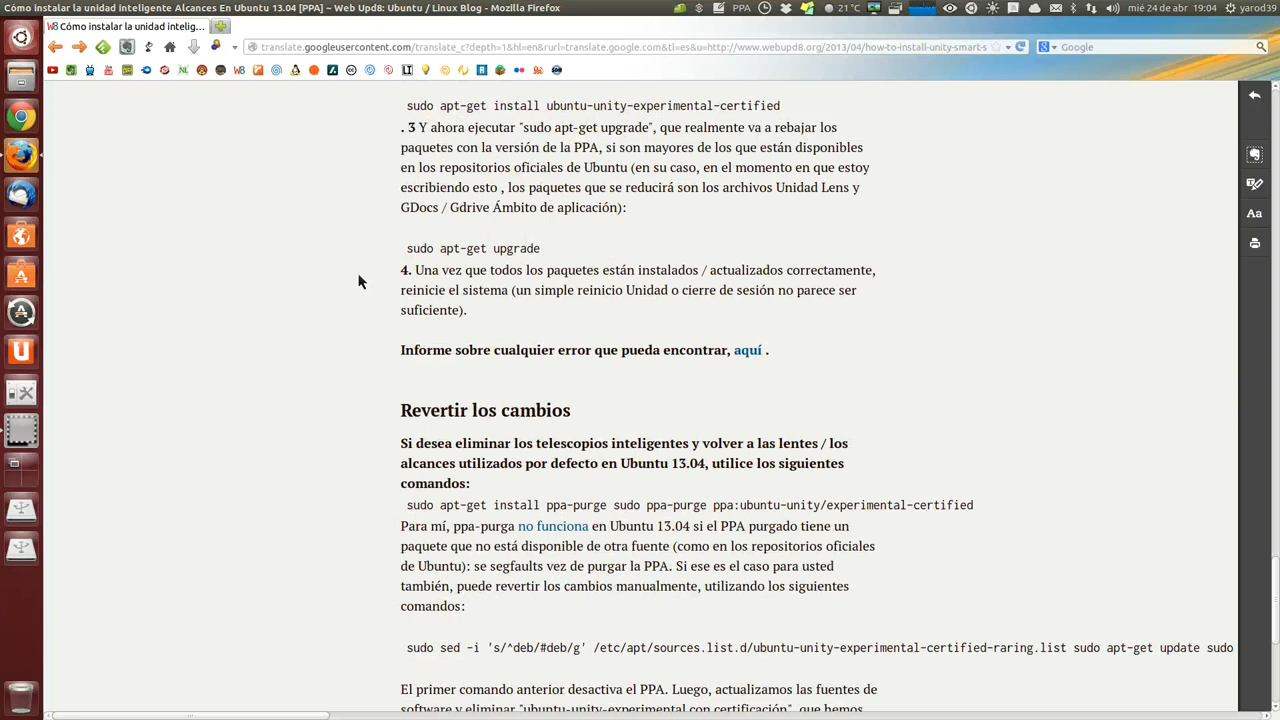 Cómo instalar la unidad inteligente Alcances En Ubuntu 13.04 [PPA] ~ Web Upd8: Ubuntu / Linux Blog - Mozilla Firefox
PPA
21°C
mié 24 de abr
19:04
yarod39
Cómo instalar la unidad intelig...
translate.googleusercontent.com/translate_c?depth=1&hl=en&rurl=translate.google.com&tl=es&u=http://www.webupd8.org/2013/04/how-to-install-unity-smart-s
Google
sudo apt-get install ubuntu-unity-experimental-certified
. 3 Y ahora ejecutar "sudo apt-get upgrade", que realmente va a rebajar los
paquetes con la versión de la PPA, si son mayores de los que están disponibles
en los repositorios oficiales de Ubuntu (en su caso, en el momento en que estoy
escribiendo esto , los paquetes que se reducirá son los archivos Unidad Lens y
GDocs / Gdrive Ámbito de aplicación):
sudo apt-get upgrade
4. Una vez que todos los paquetes están instalados / actualizados correctamente,
reinicie el sistema (un simple reinicio Unidad o cierre de sesión no parece ser
suficiente).
Informe sobre cualquier error que pueda encontrar, aquí .
Revertir los cambios
Si desea eliminar los telescopios inteligentes y volver a las lentes / los
alcances utilizados por defecto en Ubuntu 13.04, utilice los siguientes
comandos:
sudo apt-get install ppa-purge sudo ppa-purge ppa:ubuntu-unity/experimental-certified
Para mí, ppa-purga no funciona en Ubuntu 13.04 si el PPA purgado tiene un
paquete que no está disponible de otra fuente (como en los repositorios oficiales
de Ubuntu): se segfaults vez de purgar la PPA. Si ese es el caso para usted
también, puede revertir los cambios manualmente, utilizando los siguientes
comandos:
sudo sed -i 's/^deb/#deb/g' /etc/apt/sources.list.d/ubuntu-unity-experimental-certified-raring.list sudo apt-get update sudo
El primer comando anterior desactiva el PPA. Luego, actualizamos las fuentes de
software y eliminar "ubuntu-unity-experimental con certificación", que hemos
Aa